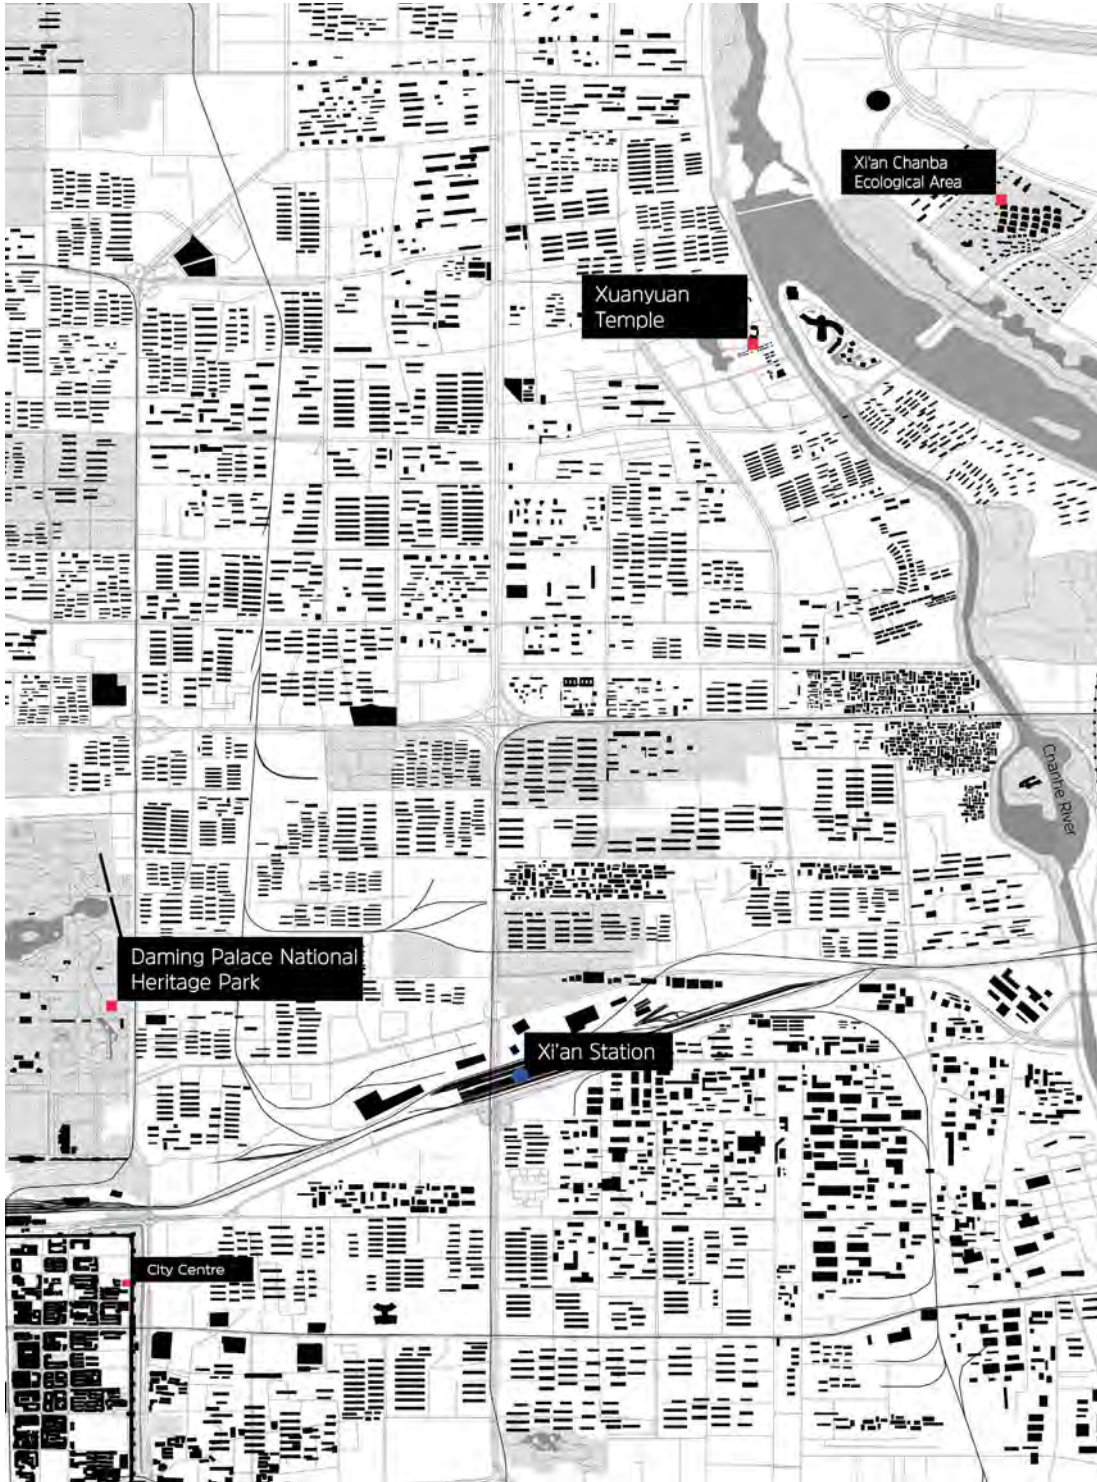 Xi'an Chanba
Ecological Area
Xuanyuan
Temple
Chanhe River
Daming Palace National
Heritage Park
Xi'an Station
City Centre